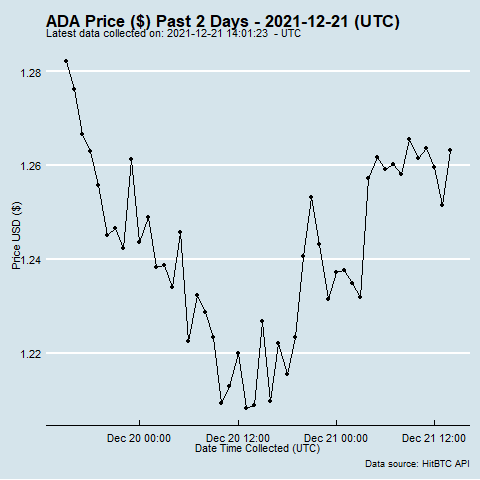 ADA Price ($) Past 2 Days - 2021-12-21 (UTC)
Latest data collected on: 2021-12-21 14:01:23 - UTC
1.28
1.26
1.24
1.22
Price USD ($)
Dec 20 00:00 Dec 20 12:00 Dec 21 00:00 Dec 21 12:00
Date Time Collected (UTC)
Data source: HitBTC API